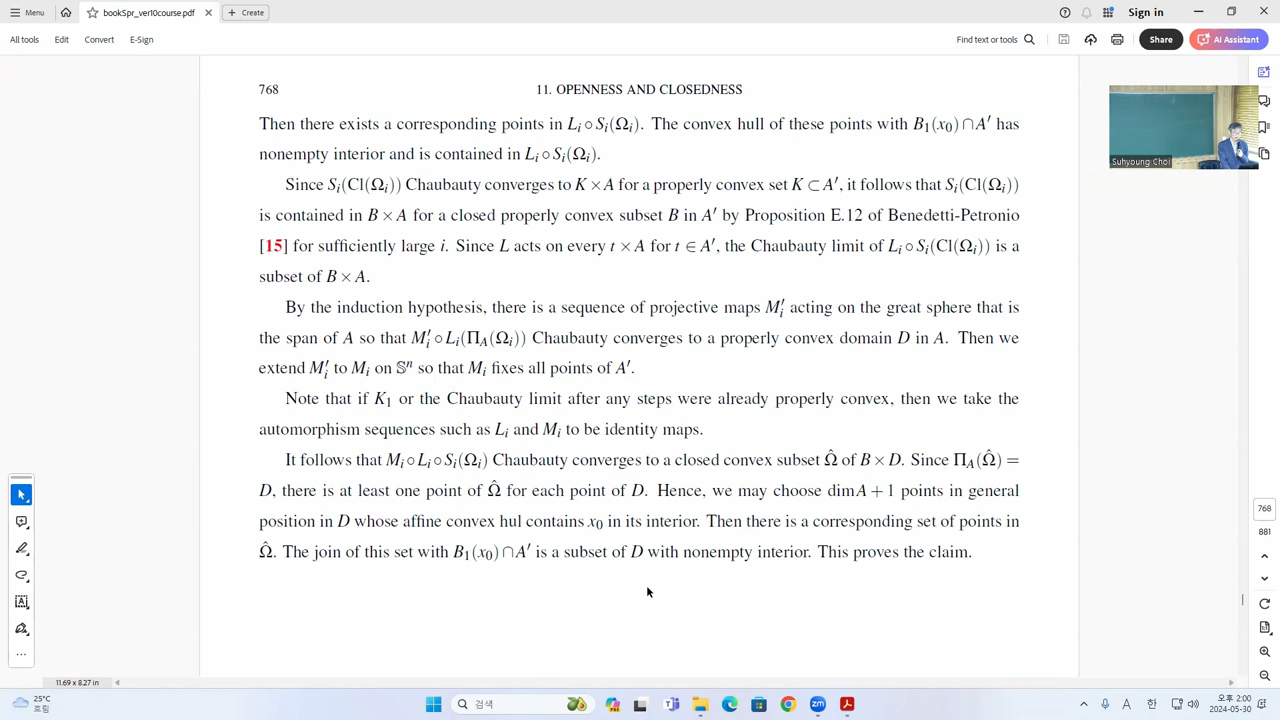 Menu
bookSpr_ver10course.pdf
Create
Sign in
All tools
Edit
Convert
E-Sign
Find text or tools
Share
AI Assistant
768
11. OPENNESS AND CLOSEDNESS
Then there exists a corresponding points in L_i ∘ S_i(Ω_i). The convex hull of these points with B_1(x_0) ∩ A′ has
nonempty interior and is contained in L_i ∘ S_i(Ω_i).
Since S_i(Cl(Ω_i)) Chaubauty converges to K × A for a properly convex set K ⊂ A′, it follows that S_i(Cl(Ω_i))
is contained in B × A for a closed properly convex subset B in A′ by Proposition E.12 of Benedetti-Petronio
[15] for sufficiently large i. Since L acts on every t × A for t ∈ A′, the Chaubauty limit of L_i ∘ S_i(Cl(Ω_i)) is a
subset of B × A.
By the induction hypothesis, there is a sequence of projective maps M′_i acting on the great sphere that is
the span of A so that M′_i ∘ L_i(Π_A(Ω_i)) Chaubauty converges to a properly convex domain D in A. Then we
extend M′_i to M_i on 𝕊^n so that M_i fixes all points of A′.
Note that if K_1 or the Chaubauty limit after any steps were already properly convex, then we take the
automorphism sequences such as L_i and M_i to be identity maps.
It follows that M_i ∘ L_i ∘ S_i(Ω_i) Chaubauty converges to a closed convex subset Ω̂ of B × D. Since Π_A(Ω̂) =
D, there is at least one point of Ω̂ for each point of D. Hence, we may choose dim A + 1 points in general
position in D whose affine convex hul contains x_0 in its interior. Then there is a corresponding set of points in
Ω̂. The join of this set with B_1(x_0) ∩ A′ is a subset of D with nonempty interior. This proves the claim.
Suhyoung Choi
768
881
11.69 x 8.27 in
25°C
흐림
검색
A
한
오후 2:00
2024-05-30